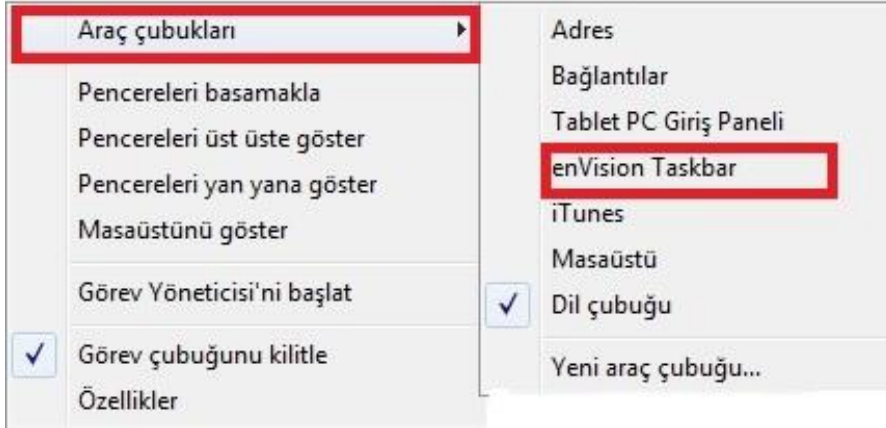 Araç çubukları
Pencereleri basamakla
Pencereleri üst üste göster
Pencereleri yan yana göster
Masaüstünü göster
Görev Yöneticisi'ni başlat
Görev çubuğunu kilitle
Özellikler
Adres
Bağlantılar
Tablet PC Giriş Paneli
enVision Taskbar
iTunes
Masaüstü
Dil çubuğu
Yeni araç çubuğu...